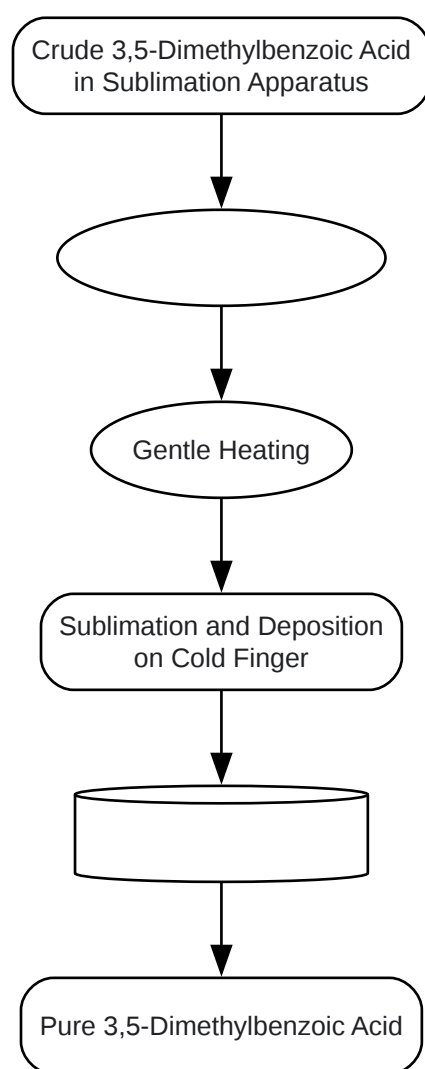 Crude 3,5-Dimethylbenzoic Acid
in Sublimation Apparatus
Gentle Heating
Sublimation and Deposition
on Cold Finger
Pure 3,5-Dimethylbenzoic Acid